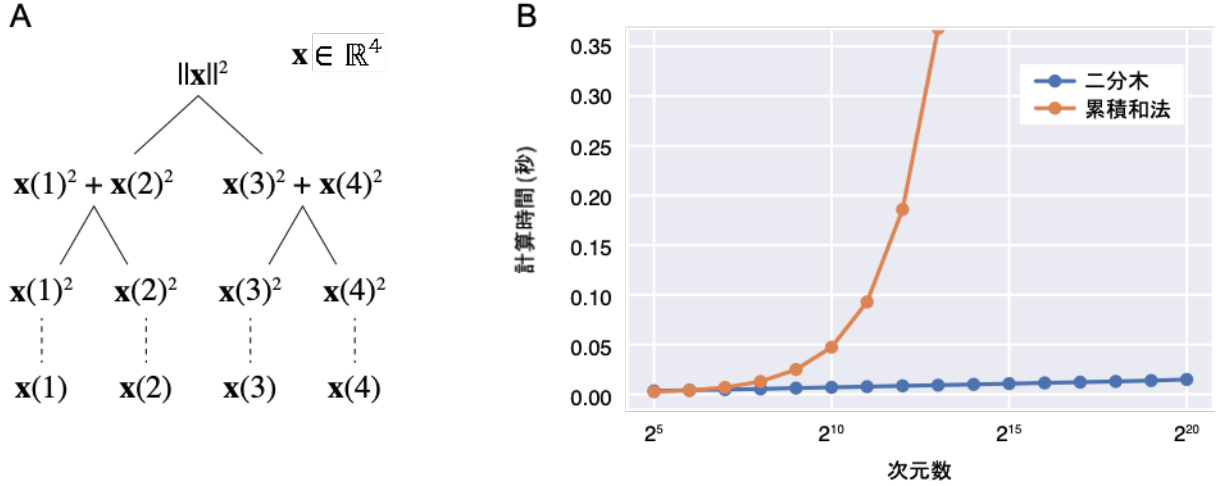 A
𝐱 ∈ ℝ⁴
||𝐱||²
𝐱(1)² + 𝐱(2)² 𝐱(3)² + 𝐱(4)²
𝐱(1)² 𝐱(2)² 𝐱(3)² 𝐱(4)²
𝐱(1) 𝐱(2) 𝐱(3) 𝐱(4)
B
計算時間 (秒)
0.35
0.30
0.25
0.20
0.15
0.10
0.05
0.00
二分木
累積和法
2⁵ 2¹⁰ 2¹⁵ 2²⁰
次元数